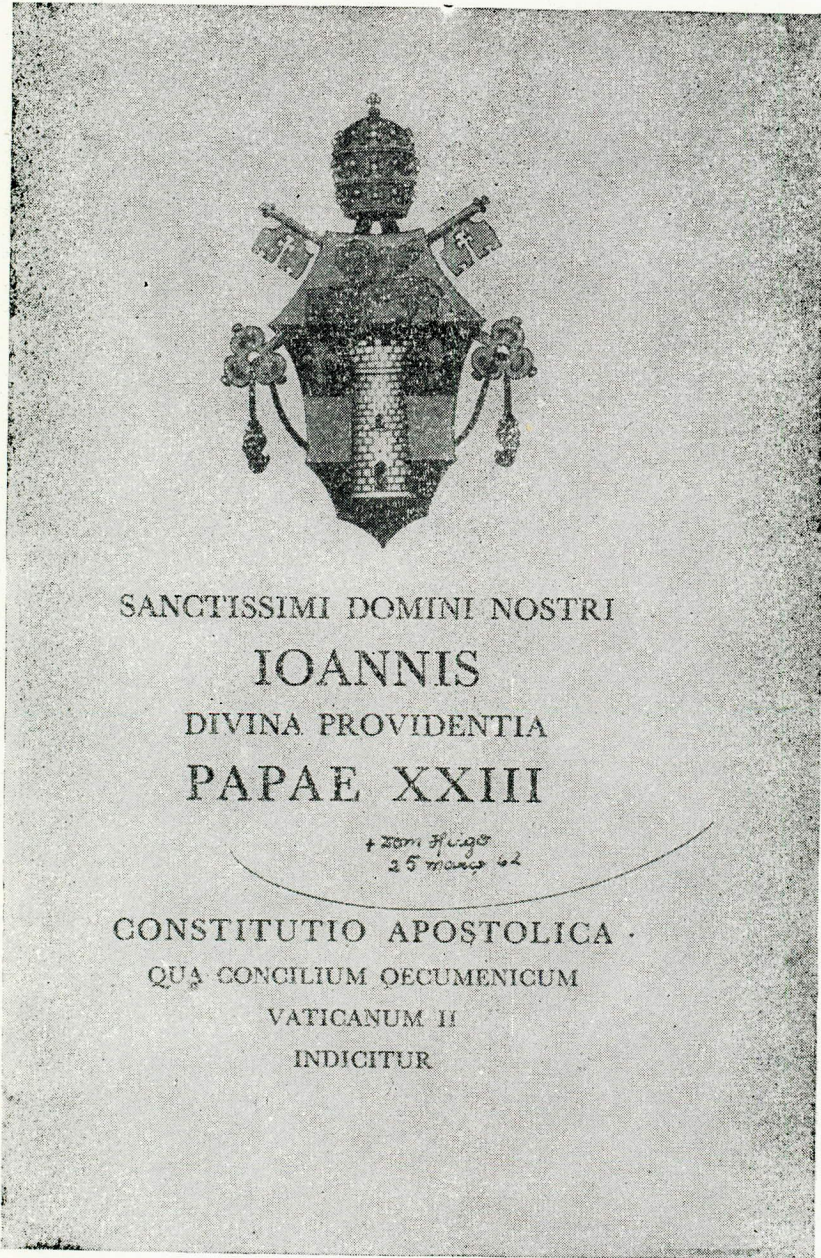 SANCTISSIMI DOMINI NOSTRI
IOANNIS
DIVINA PROVIDENTIA
PAPAE XXIII
+ Dom Hugo
25 março 62
CONSTITUTIO APOSTOLICA
QUA CONCILIUM OECUMENICUM
VATICANUM II
INDICITUR